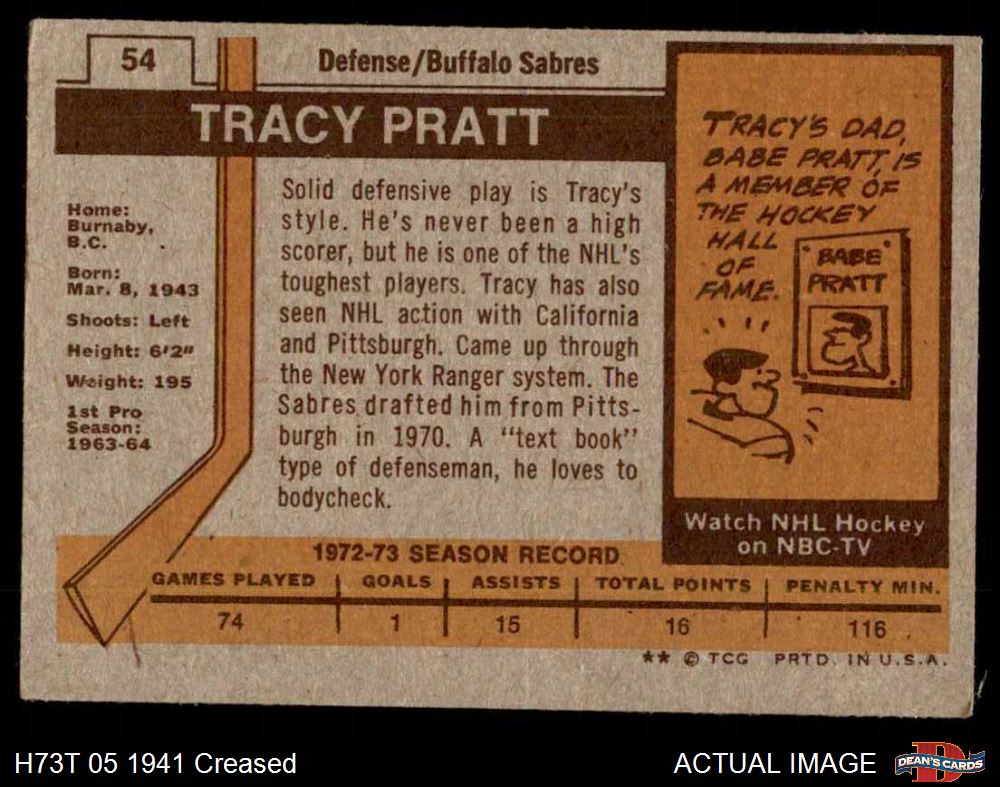 54
Defense/Buffalo Sabres
TRACY PRATT
Home:
Burnaby,
B.C.
Born:
Mar. 8, 1943
Shoots: Left
Height: 6'2"
Weight: 195
1st Pro
Season:
1963-64
Solid defensive play is Tracy's
style. He's never been a high
scorer, but he is one of the NHL's
toughest players. Tracy has also
seen NHL action with California
and Pittsburgh. Came up through
the New York Ranger system. The
Sabres drafted him from Pitts-
burgh in 1970. A "text book"
type of defenseman, he loves to
bodycheck.
TRACY'S DAD,
BABE PRATT, IS
A MEMBER OF
THE HOCKEY
HALL
OF
FAME.
BABE
PRATT
Watch NHL Hockey
on NBC-TV
1972-73 SEASON RECORD
GAMES PLAYED GOALS ASSISTS TOTAL POINTS PENALTY MIN.
74 1 15 16 116
** © TCG PRTD. IN U.S.A.
H73T 05 1941 Creased
ACTUAL IMAGE
D
DEAN'S CARDS